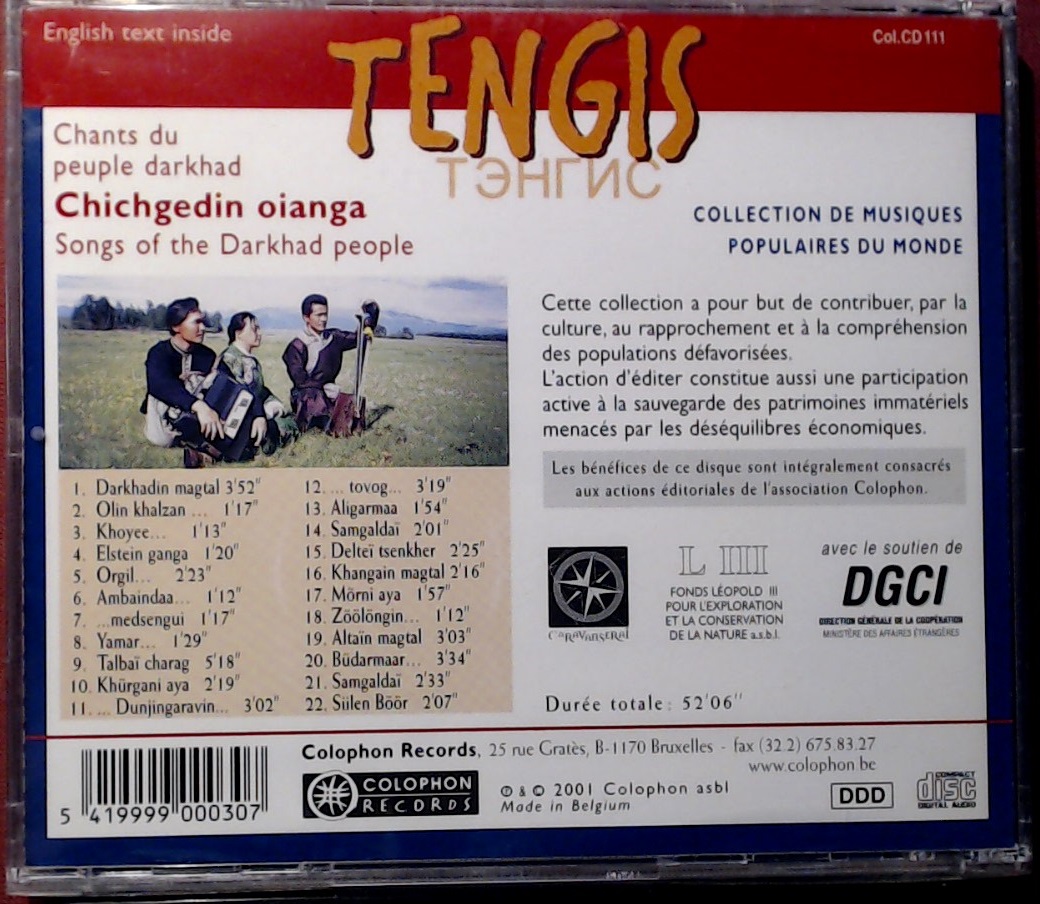 English text inside
Col.CD111
TENGIS
ТЭНГИС
Chants du
peuple darkhad
Chichgedin oianga
Songs of the Darkhad people
COLLECTION DE MUSIQUES
POPULAIRES DU MONDE
Cette collection a pour but de contribuer, par la
culture, au rapprochement et à la compréhension
des populations défavorisées.
L'action d'éditer constitue aussi une participation
active à la sauvegarde des patrimoines immatériels
menacés par les déséquilibres économiques.
Les bénéfices de ce disque sont intégralement consacrés
aux actions éditoriales de l'association Colophon.
1. Darkhadin magtal 3'52"
2. Olin khalzan ... 1'17"
3. Khoyee... 1'13"
4. Elstein ganga 1'20"
5. Orgil... 2'23"
6. Ambaindaa... 1'12"
7. ...medsengui 1'17"
8. Yamar... 1'29"
9. Talbaï charag 5'18"
10. Khürgani aya 2'19"
11. ... Dunjingaravin... 3'02"
12. ... tovog... 3'19"
13. Aligarmaa 1'54"
14. Samgaldaï 2'01"
15. Delteï tsenkher 2'25"
16. Khangain magtal 2'16"
17. Mörni aya 1'57"
18. Zöölöngin... 1'12"
19. Altaïn magtal 3'03"
20. Büdarmaar... 3'34"
21. Samgaldaï 2'33"
22. Siilen Böör 2'07"
CARAVANSERAI
L III
FONDS LÉOPOLD III
POUR L'EXPLORATION
ET LA CONSERVATION
DE LA NATURE a.s.b.l.
avec le soutien de
DGCI
DIRECTION GÉNÉRALE DE LA COOPÉRATION
MINISTÈRE DES AFFAIRES ÉTRANGÈRES
Durée totale: 52'06"
5 419999 000307
Colophon Records, 25 rue Gratès, B-1170 Bruxelles - fax (32.2) 675.83.27
www.colophon.be
COLOPHON
RECORDS
℗ & © 2001 Colophon asbl
Made in Belgium
DDD
COMPACT
disc
DIGITAL AUDIO